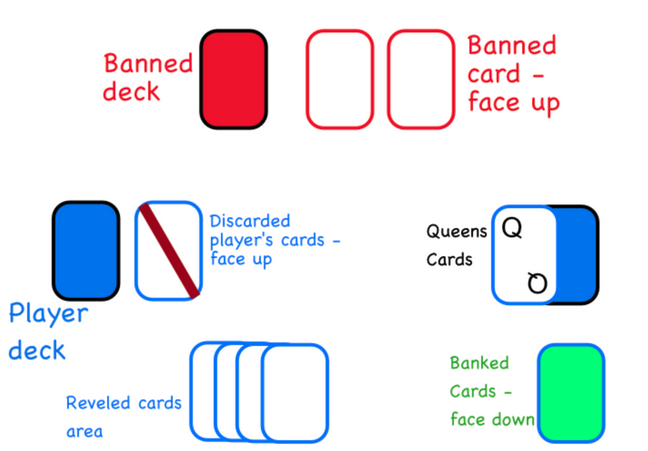 Banned
deck
Banned
card -
face up
Discarded
player's cards -
face up
Player
deck
Queens
Cards
Q
Q
Reveled cards
area
Banked
Cards -
face down